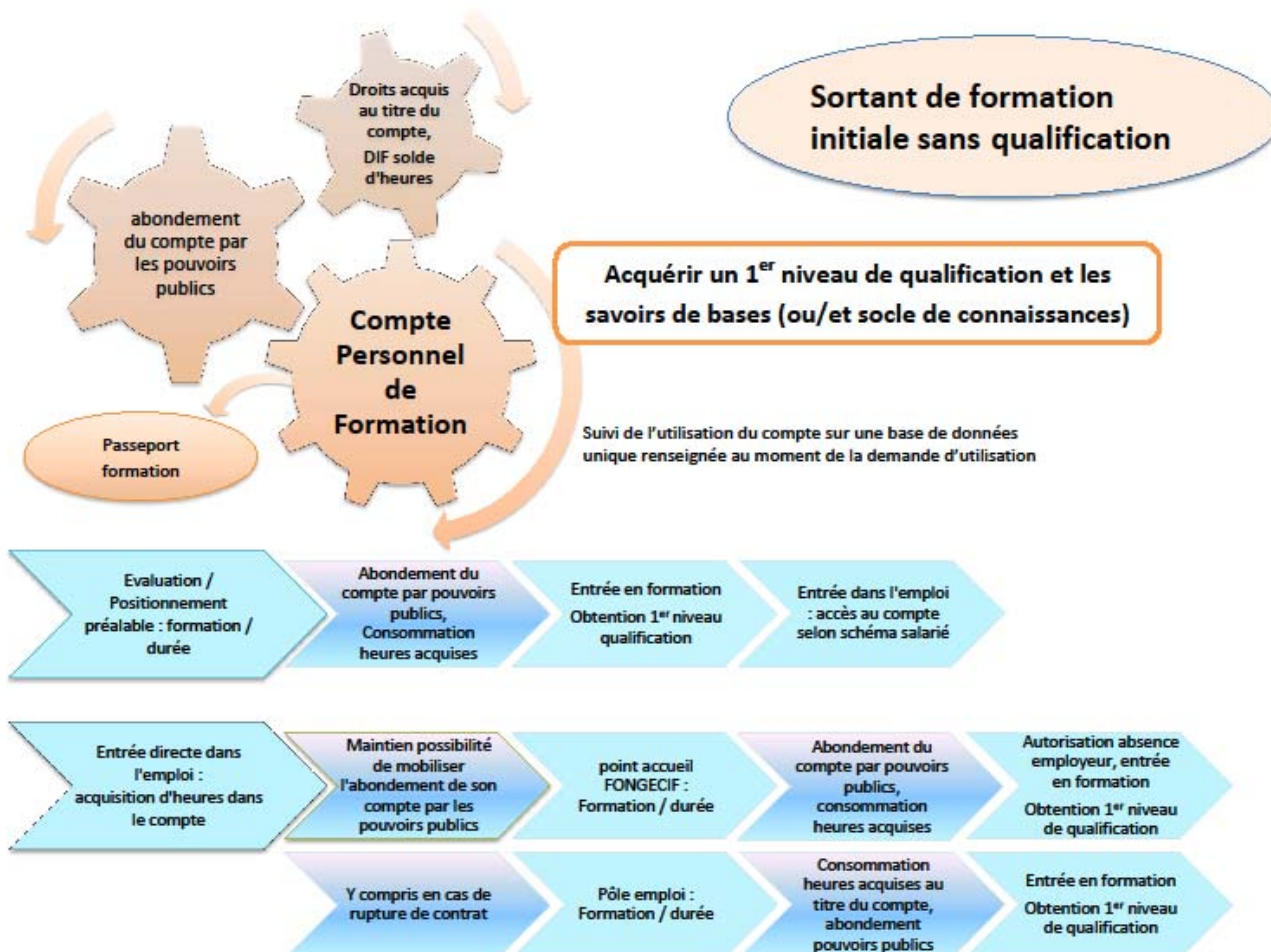 Droits acquis
au titre du
compte,
DIF solde
d'heures
Sortant de formation
initiale sans qualification
abondement
du compte par
les pouvoirs
publics
Acquérir un 1er niveau de qualification et les
savoirs de bases (ou/et socle de connaissances)
Compte
Personnel
de
Formation
Passeport
formation
Suivi de l'utilisation du compte sur une base de données
unique renseignée au moment de la demande d'utilisation
Evaluation /
Positionnement
préalable : formation /
durée
Abondement du
compte par pouvoirs
publics,
Consommation
heures acquises
Entrée en formation
Obtention 1er niveau
qualification
Entrée dans l'emploi
: accès au compte
selon schéma salarié
Entrée directe dans
l'emploi :
acquisition d'heures dans
le compte
Maintien possibilité
de mobiliser
l'abondement de son
compte par les
pouvoirs publics
point accueil
FONGECIF :
Formation / durée
Abondement du
compte par pouvoirs
publics,
consommation
heures acquises
Autorisation absence
employeur, entrée
en formation
Obtention 1er niveau
de qualification
Y compris en cas de
rupture de contrat
Pôle emploi :
Formation / durée
Consommation
heures acquises au
titre du compte,
abondement
pouvoirs publics
Entrée en formation
Obtention 1er niveau
de qualification